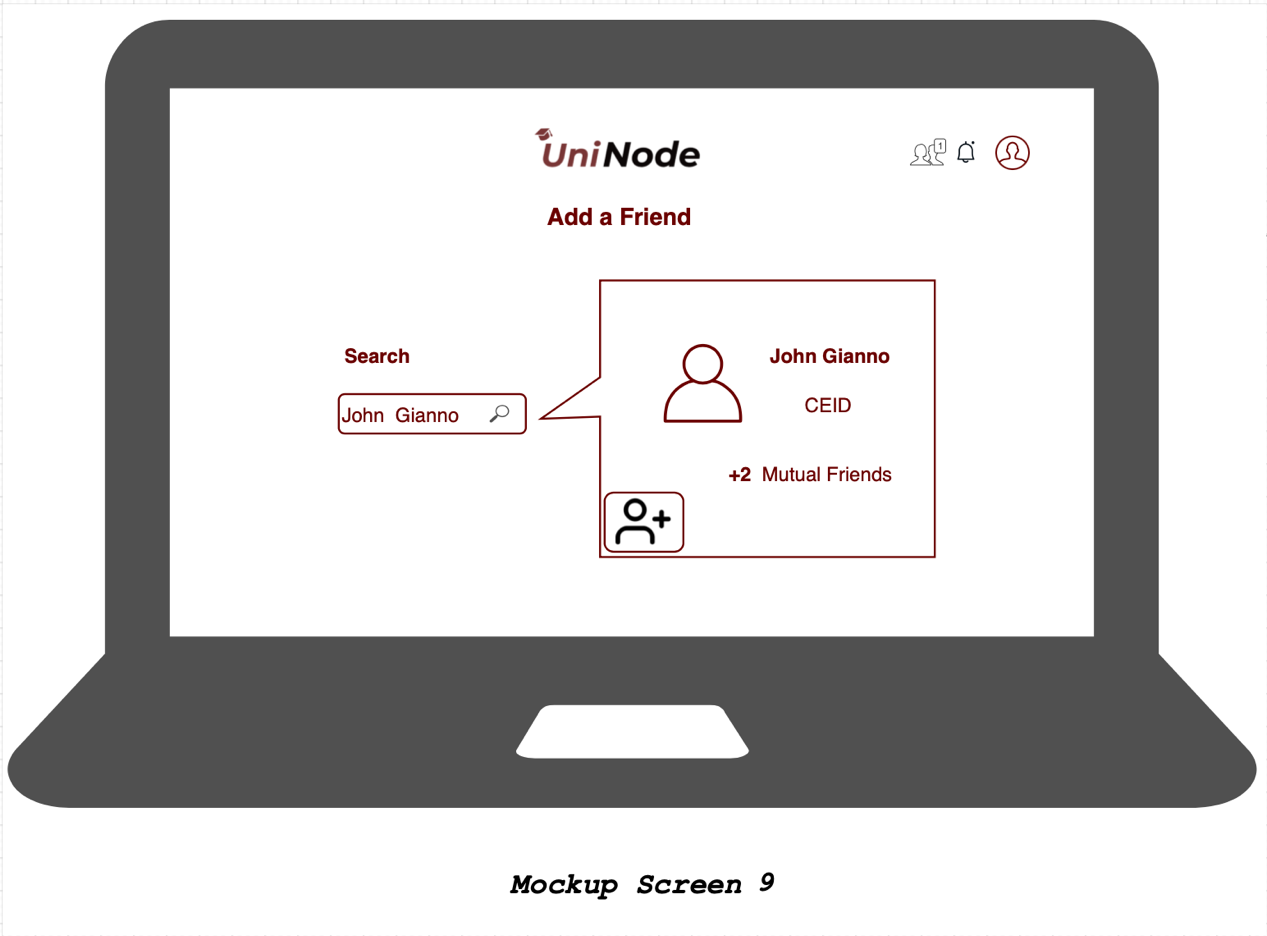 UniNode
1
Add a Friend
Search
John Gianno
John Gianno
CEID
+2 Mutual Friends
Mockup Screen 9